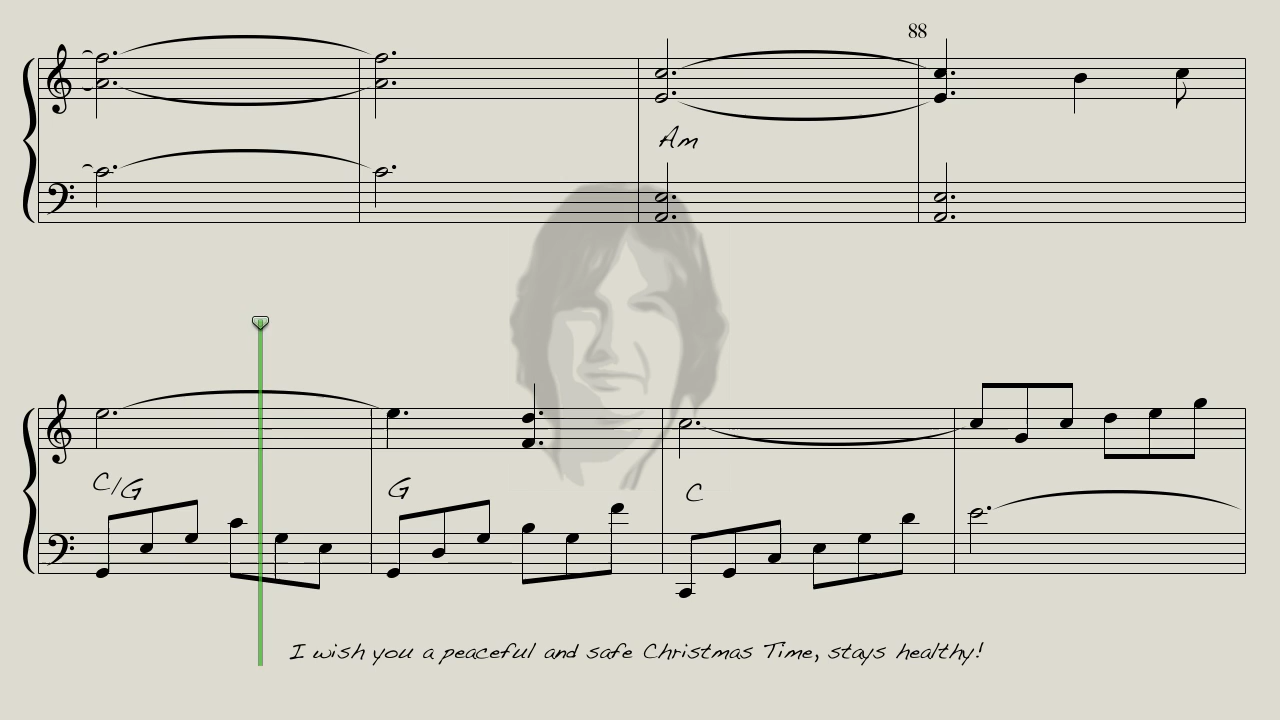 88
Am
C/G G C
I wish you a peaceful and safe Christmas Time, stays healthy!